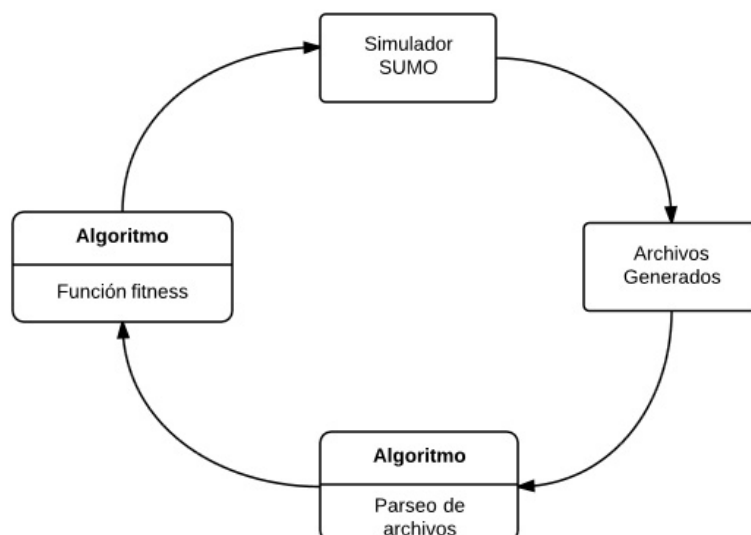 Simulador
SUMO
Algoritmo
Función fitness
Archivos
Generados
Algoritmo
Parseo de
archivos